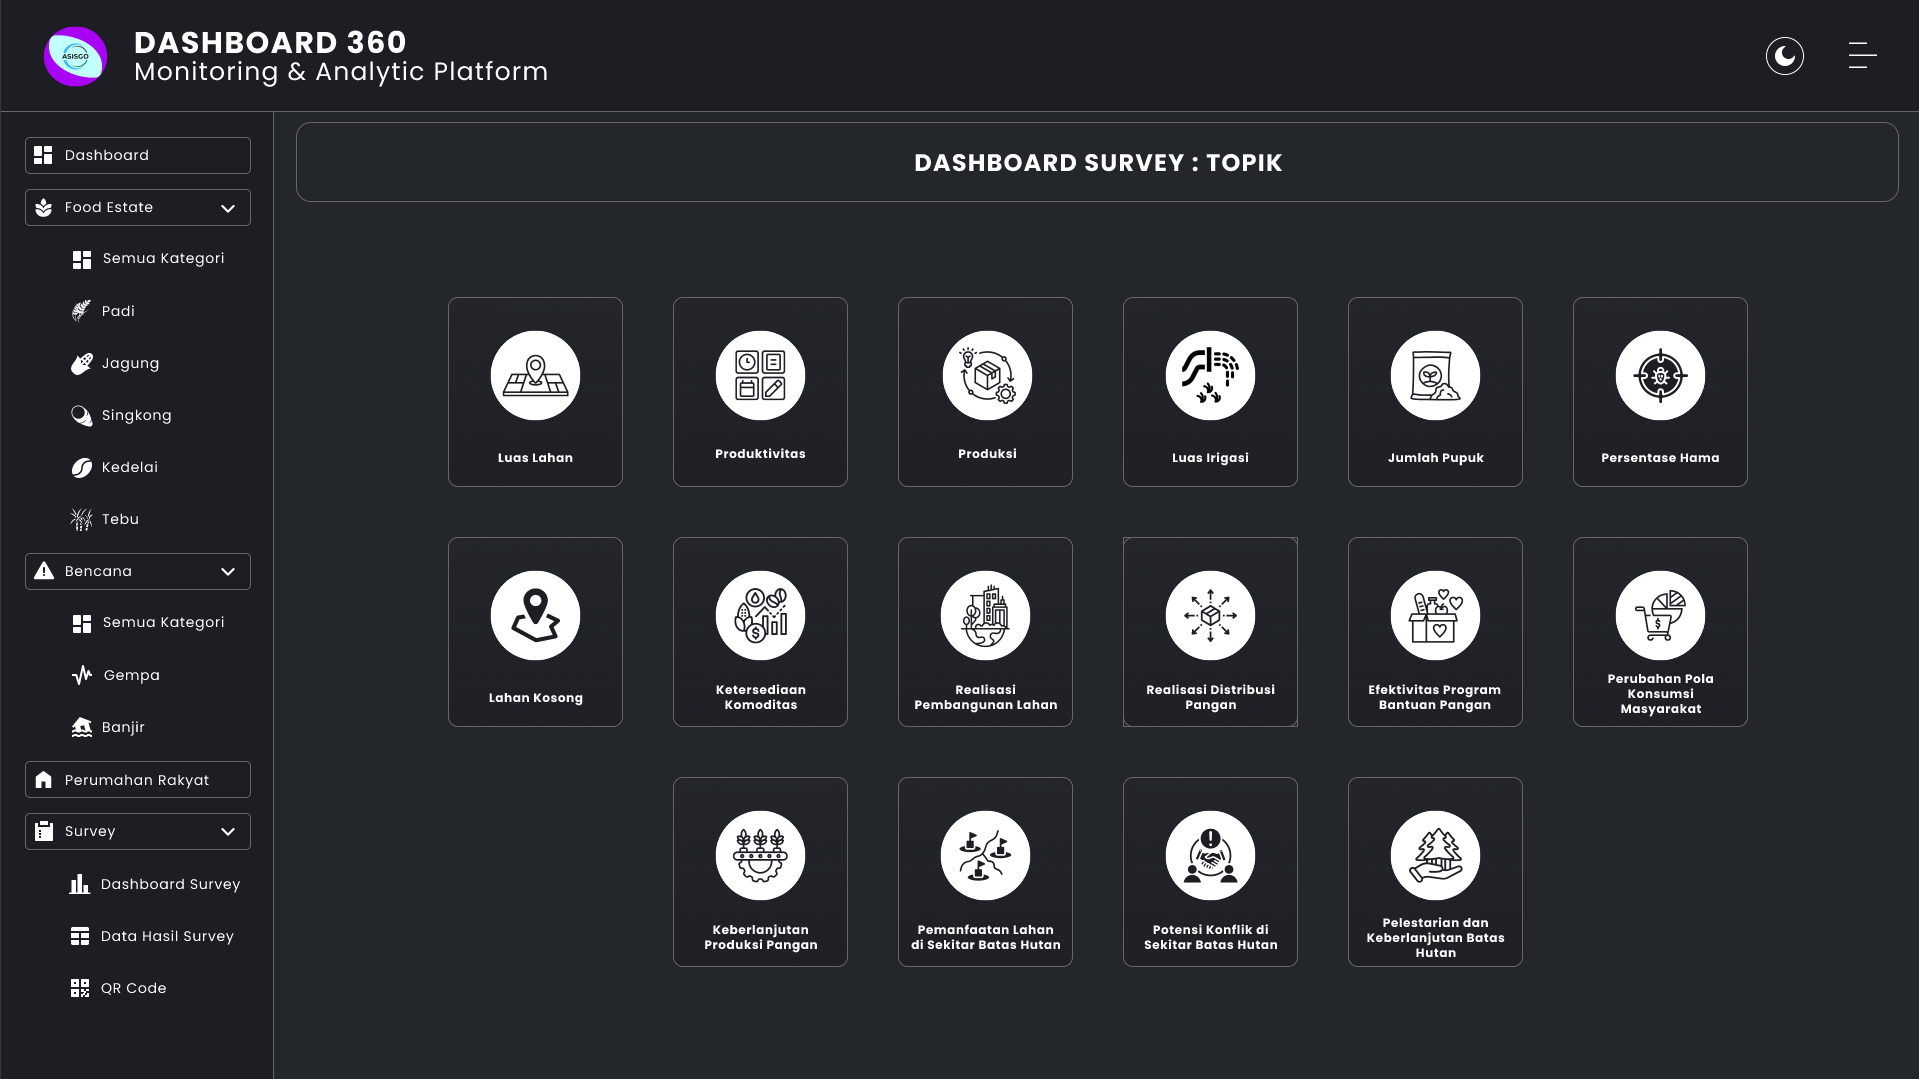 ASISGO
DASHBOARD 360
Monitoring & Analytic Platform
Dashboard
Food Estate
Semua Kategori
Padi
Jagung
Singkong
Kedelai
Tebu
Bencana
Semua Kategori
Gempa
Banjir
Perumahan Rakyat
Survey
Dashboard Survey
Data Hasil Survey
QR Code
DASHBOARD SURVEY : TOPIK
Luas Lahan
Produktivitas
Produksi
Luas Irigasi
Jumlah Pupuk
Persentase Hama
Lahan Kosong
Ketersediaan
Komoditas
Realisasi
Pembangunan Lahan
Realisasi Distribusi
Pangan
Efektivitas Program
Bantuan Pangan
Perubahan Pola
Konsumsi
Masyarakat
Keberlanjutan
Produksi Pangan
Pemanfaatan Lahan
di Sekitar Batas Hutan
Potensi Konflik di
Sekitar Batas Hutan
Pelestarian dan
Keberlanjutan Batas
Hutan